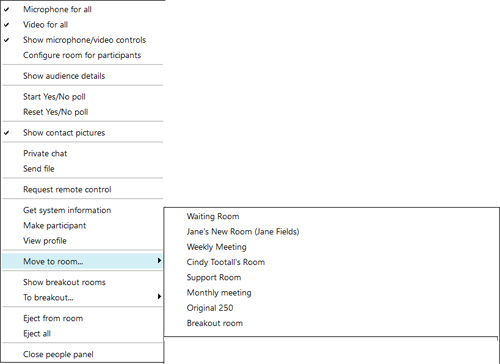 Microphone for all
Video for all
Show microphone/video controls
Configure room for participants
Show audience details
Start Yes/No poll
Reset Yes/No poll
Show contact pictures
Private chat
Send file
Request remote control
Get system information
Make participant
View profile
Move to room...
Show breakout rooms
To breakout...
Eject from room
Eject all
Close people panel
Waiting Room
Jane's New Room (Jane Fields)
Weekly Meeting
Cindy Tootall's Room
Support Room
Monthly meeting
Original 250
Breakout room